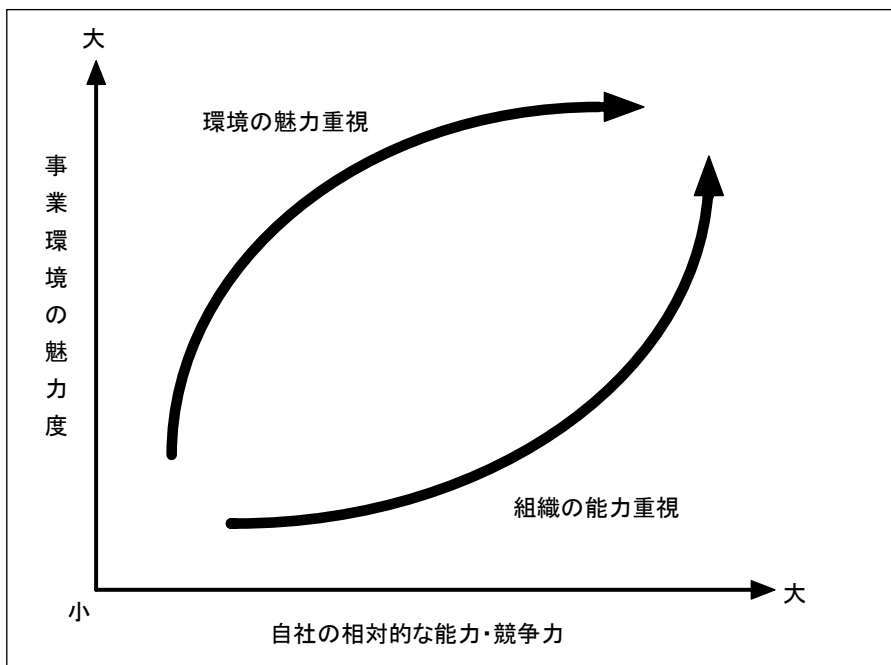 大
環境の魅力重視
事業環境の魅力度
組織の能力重視
小
大
自社の相対的な能力・競争力